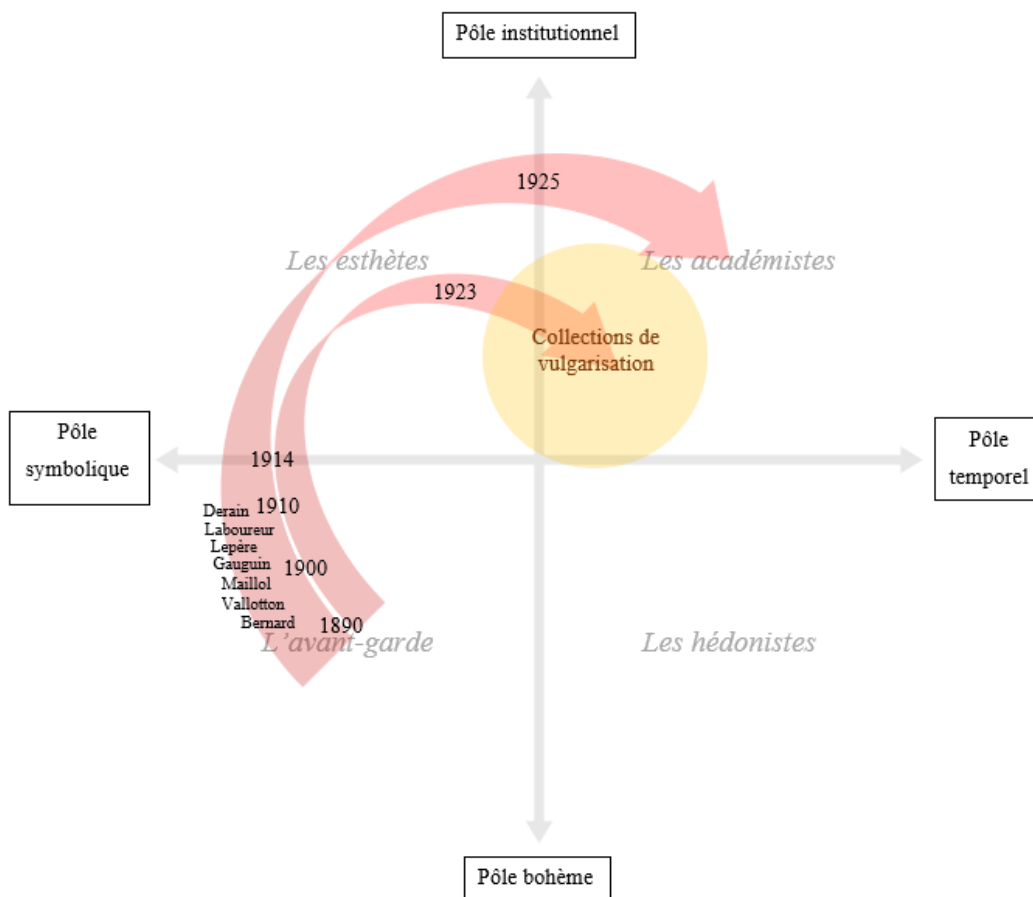 Pôle institutionnel
1925
Les esthètes
Les académistes
1923
Collections de
vulgarisation
Pôle
symbolique
Pôle
temporel
1914
1910
Derain
Laboureur
Lepère
Gauguin
1900
Maillol
Vallotton
Bernard
1890
L'avant-garde
Les hédonistes
Pôle bohème